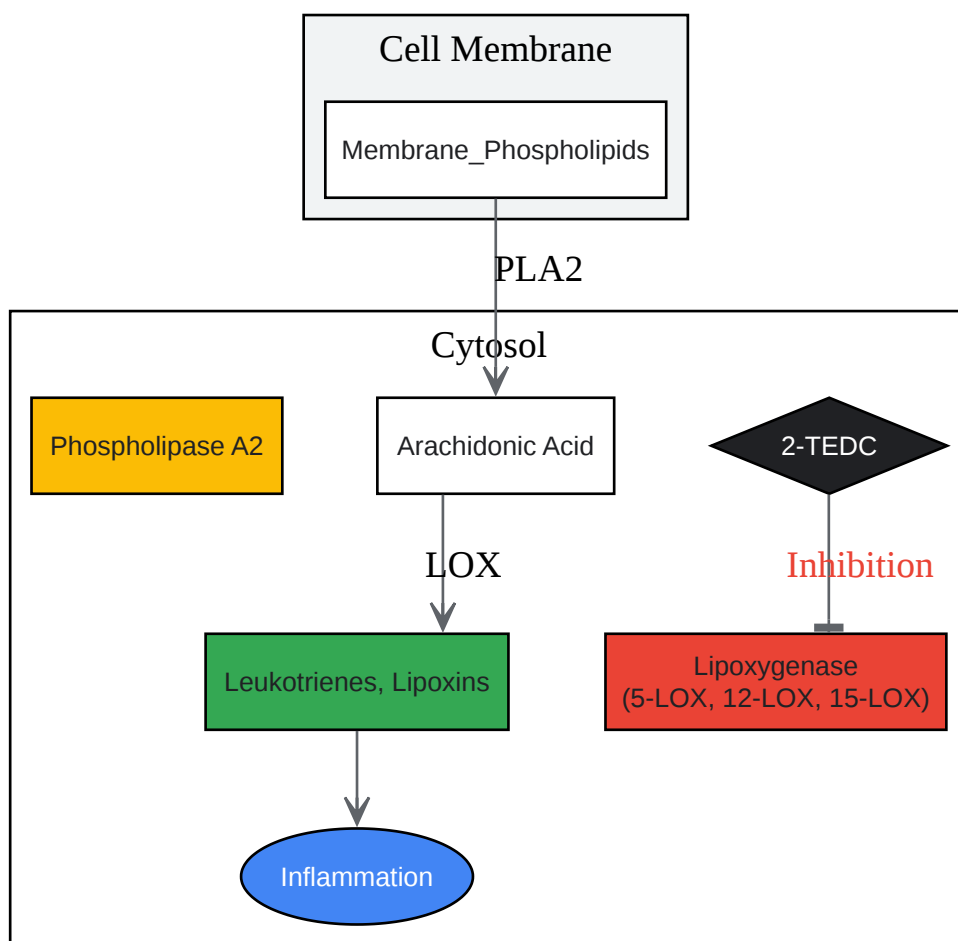 Cell Membrane
Membrane_Phospholipids
PLA2
Cytosol
Phospholipase A2
Arachidonic Acid
2-TEDC
LOX
Inhibition
Leukotrienes, Lipoxins
Lipoxygenase
(5-LOX, 12-LOX, 15-LOX)
Inflammation